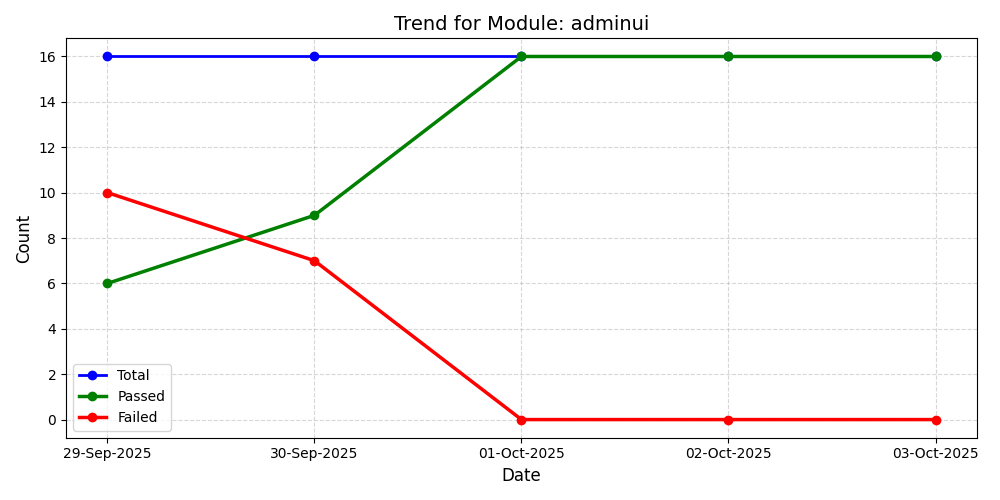 Trend for Module: adminui
Count
16
14
12
10
8
6
4
2
0
Total
Passed
Failed
29-Sep-2025
30-Sep-2025
01-Oct-2025
02-Oct-2025
03-Oct-2025
Date